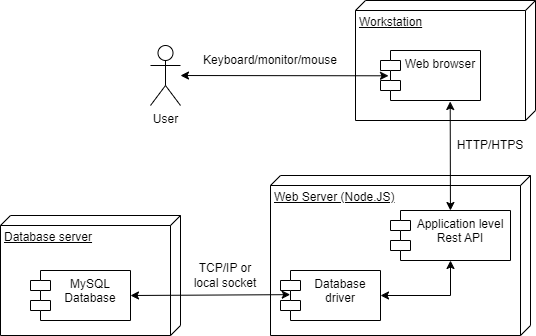 Workstation
Keyboard/monitor/mouse
Web browser
User
HTTP/HTPS
Web Server (Node.JS)
Application level
Rest API
Database server
TCP/IP or
local socket
MySQL
Database
Database
driver